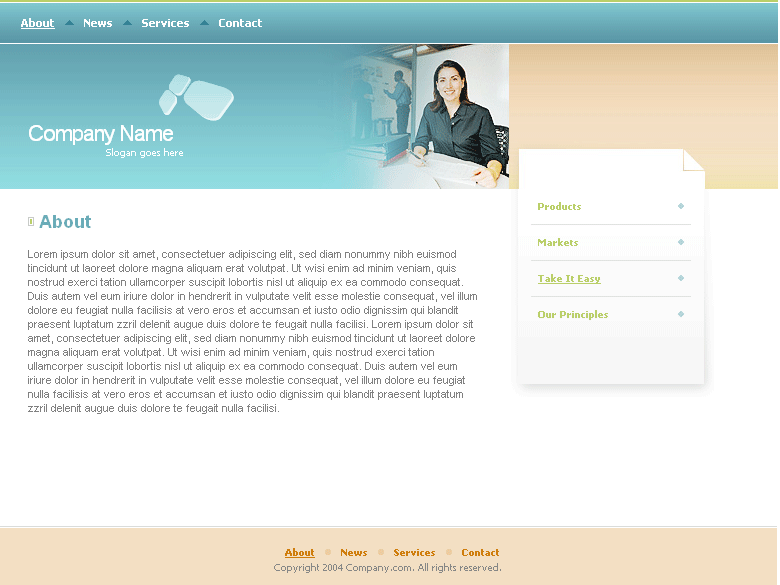 About News Services Contact
Company Name
Slogan goes here
About
Lorem ipsum dolor sit amet, consectetuer adipiscing elit, sed diam nonummy nibh euismod
tincidunt ut laoreet dolore magna aliquam erat volutpat. Ut wisi enim ad minim veniam, quis
nostrud exerci tation ullamcorper suscipit lobortis nisl ut aliquip ex ea commodo consequat.
Duis autem vel eum iriure dolor in hendrerit in vulputate velit esse molestie consequat, vel illum
dolore eu feugiat nulla facilisis at vero eros et accumsan et iusto odio dignissim qui blandit
praesent luptatum zzril delenit augue duis dolore te feugait nulla facilisi. Lorem ipsum dolor sit
amet, consectetuer adipiscing elit, sed diam nonummy nibh euismod tincidunt ut laoreet dolore
magna aliquam erat volutpat. Ut wisi enim ad minim veniam, quis nostrud exerci tation
ullamcorper suscipit lobortis nisl ut aliquip ex ea commodo consequat. Duis autem vel eum
iriure dolor in hendrerit in vulputate velit esse molestie consequat, vel illum dolore eu feugiat
nulla facilisis at vero eros et accumsan et iusto odio dignissim qui blandit praesent luptatum
zzril delenit augue duis dolore te feugait nulla facilisi.
Products
Markets
Take It Easy
Our Principles
About News Services Contact
Copyright 2004 Company.com. All rights reserved.